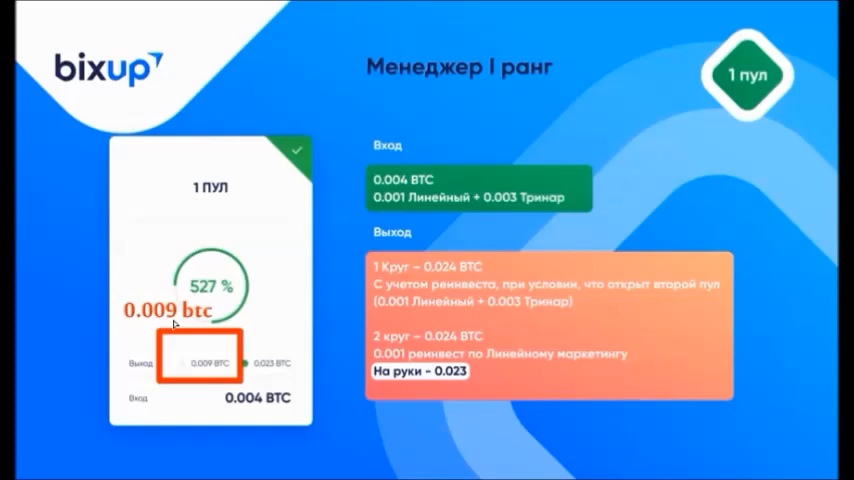 bixup
Менеджер I ранг
1 пул
1 ПУЛ
527 %
0.009 btc
Выход 0.009 BTC 0.023 BTC
Вход 0.004 BTC
Вход
0.004 BTC
0.001 Линейный + 0.003 Тринар
Выход
1 Круг – 0.024 BTC
С учетом реинвеста, при условии, что открыт второй пул
(0.001 Линейный + 0.003 Тринар)
2 круг – 0.024 BTC
0.001 реинвест по Линейному маркетингу
На руки - 0.023